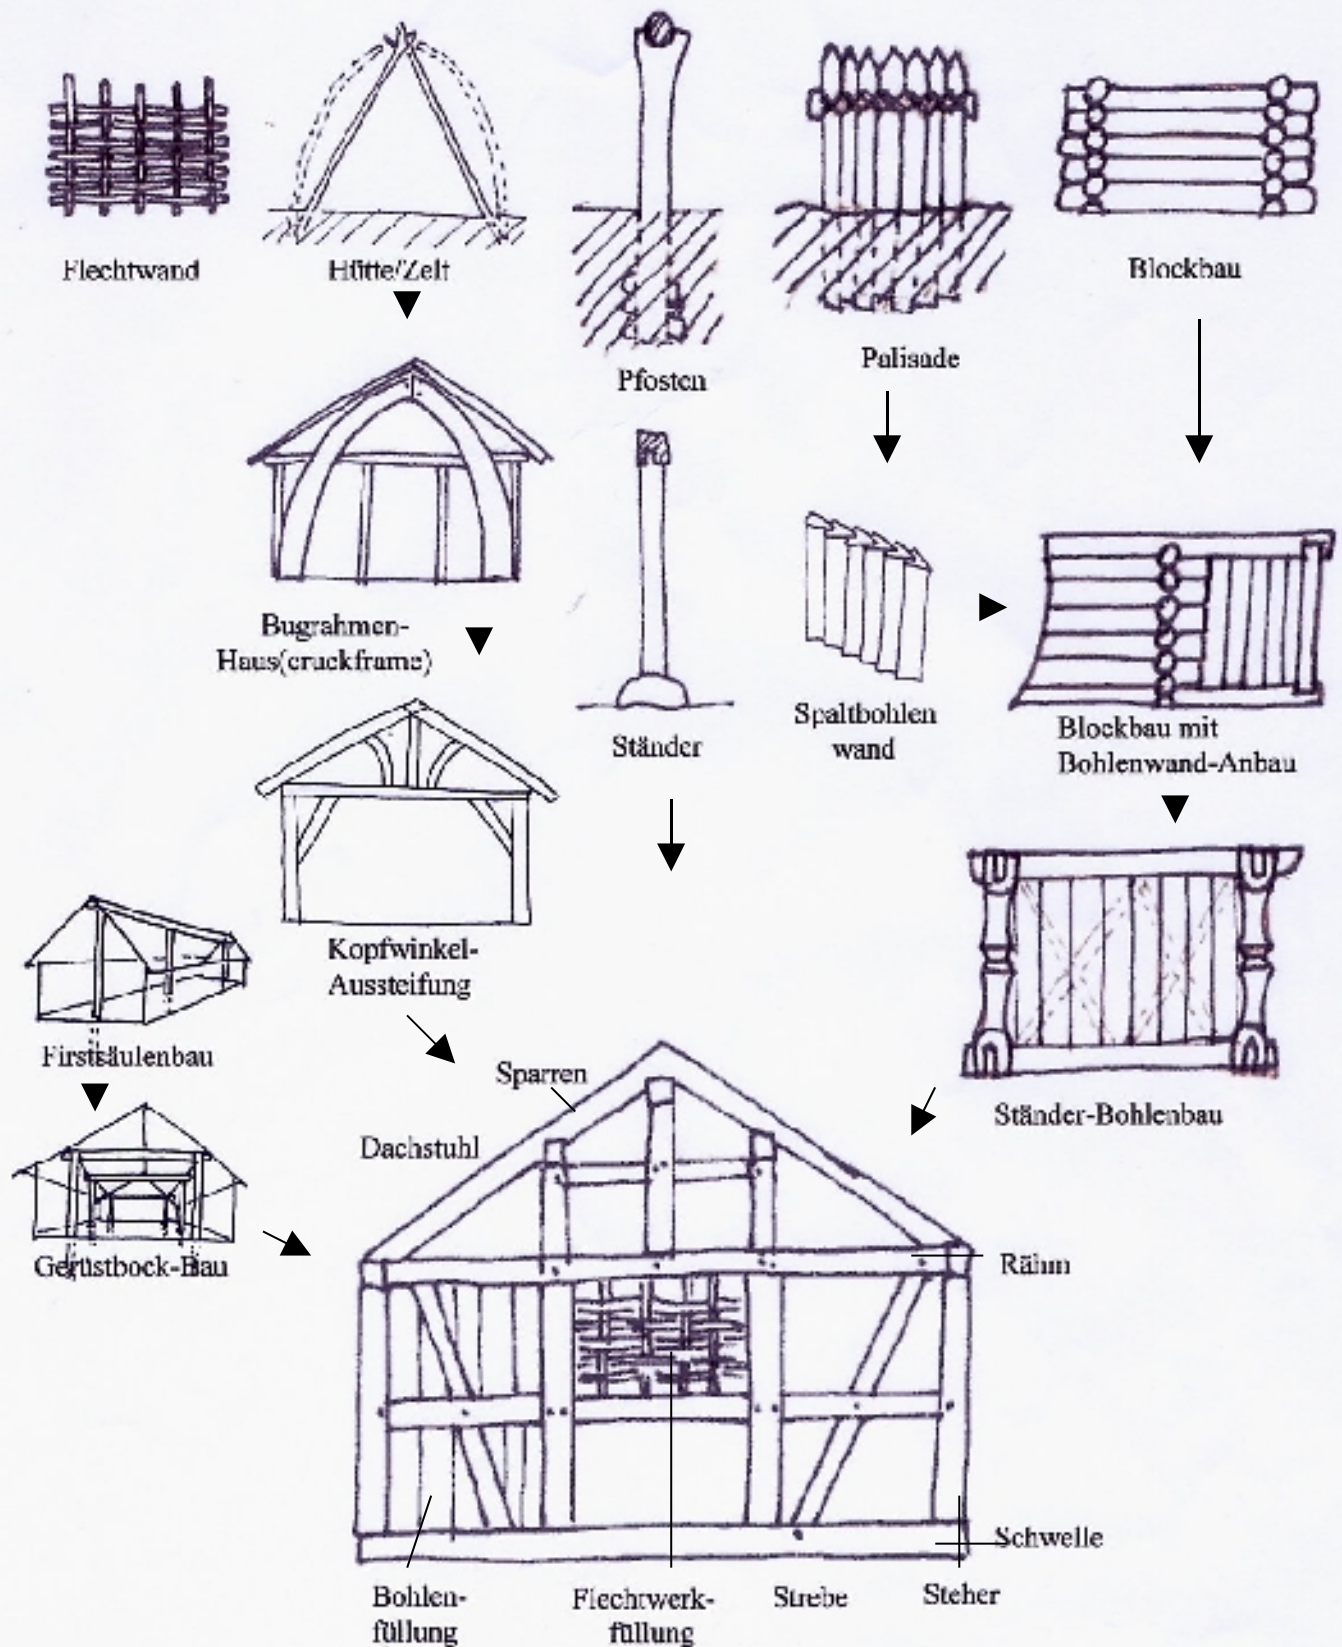 Flechtwand
Hütte/Zelt
Pfosten
Palisade
Blockbau
Bugrahmen-
Haus(cruckframe)
Ständer
Spaltbohlen
wand
Blockbau mit
Bohlenwand-Anbau
Kopfwinkel-
Aussteifung
Firstsäulenbau
Ständer-Bohlenbau
Gerüstbock-Bau
Sparren
Dachstuhl
Rähm
Schwelle
Bohlen-
füllung
Flechtwerk-
füllung
Strebe
Steher